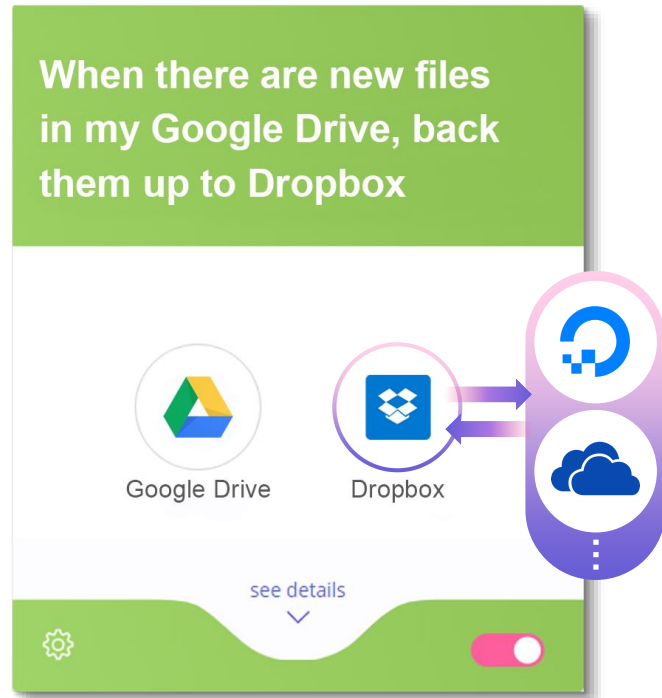 When there are new files
in my Google Drive, back
them up to Dropbox
Google Drive
Dropbox
see details